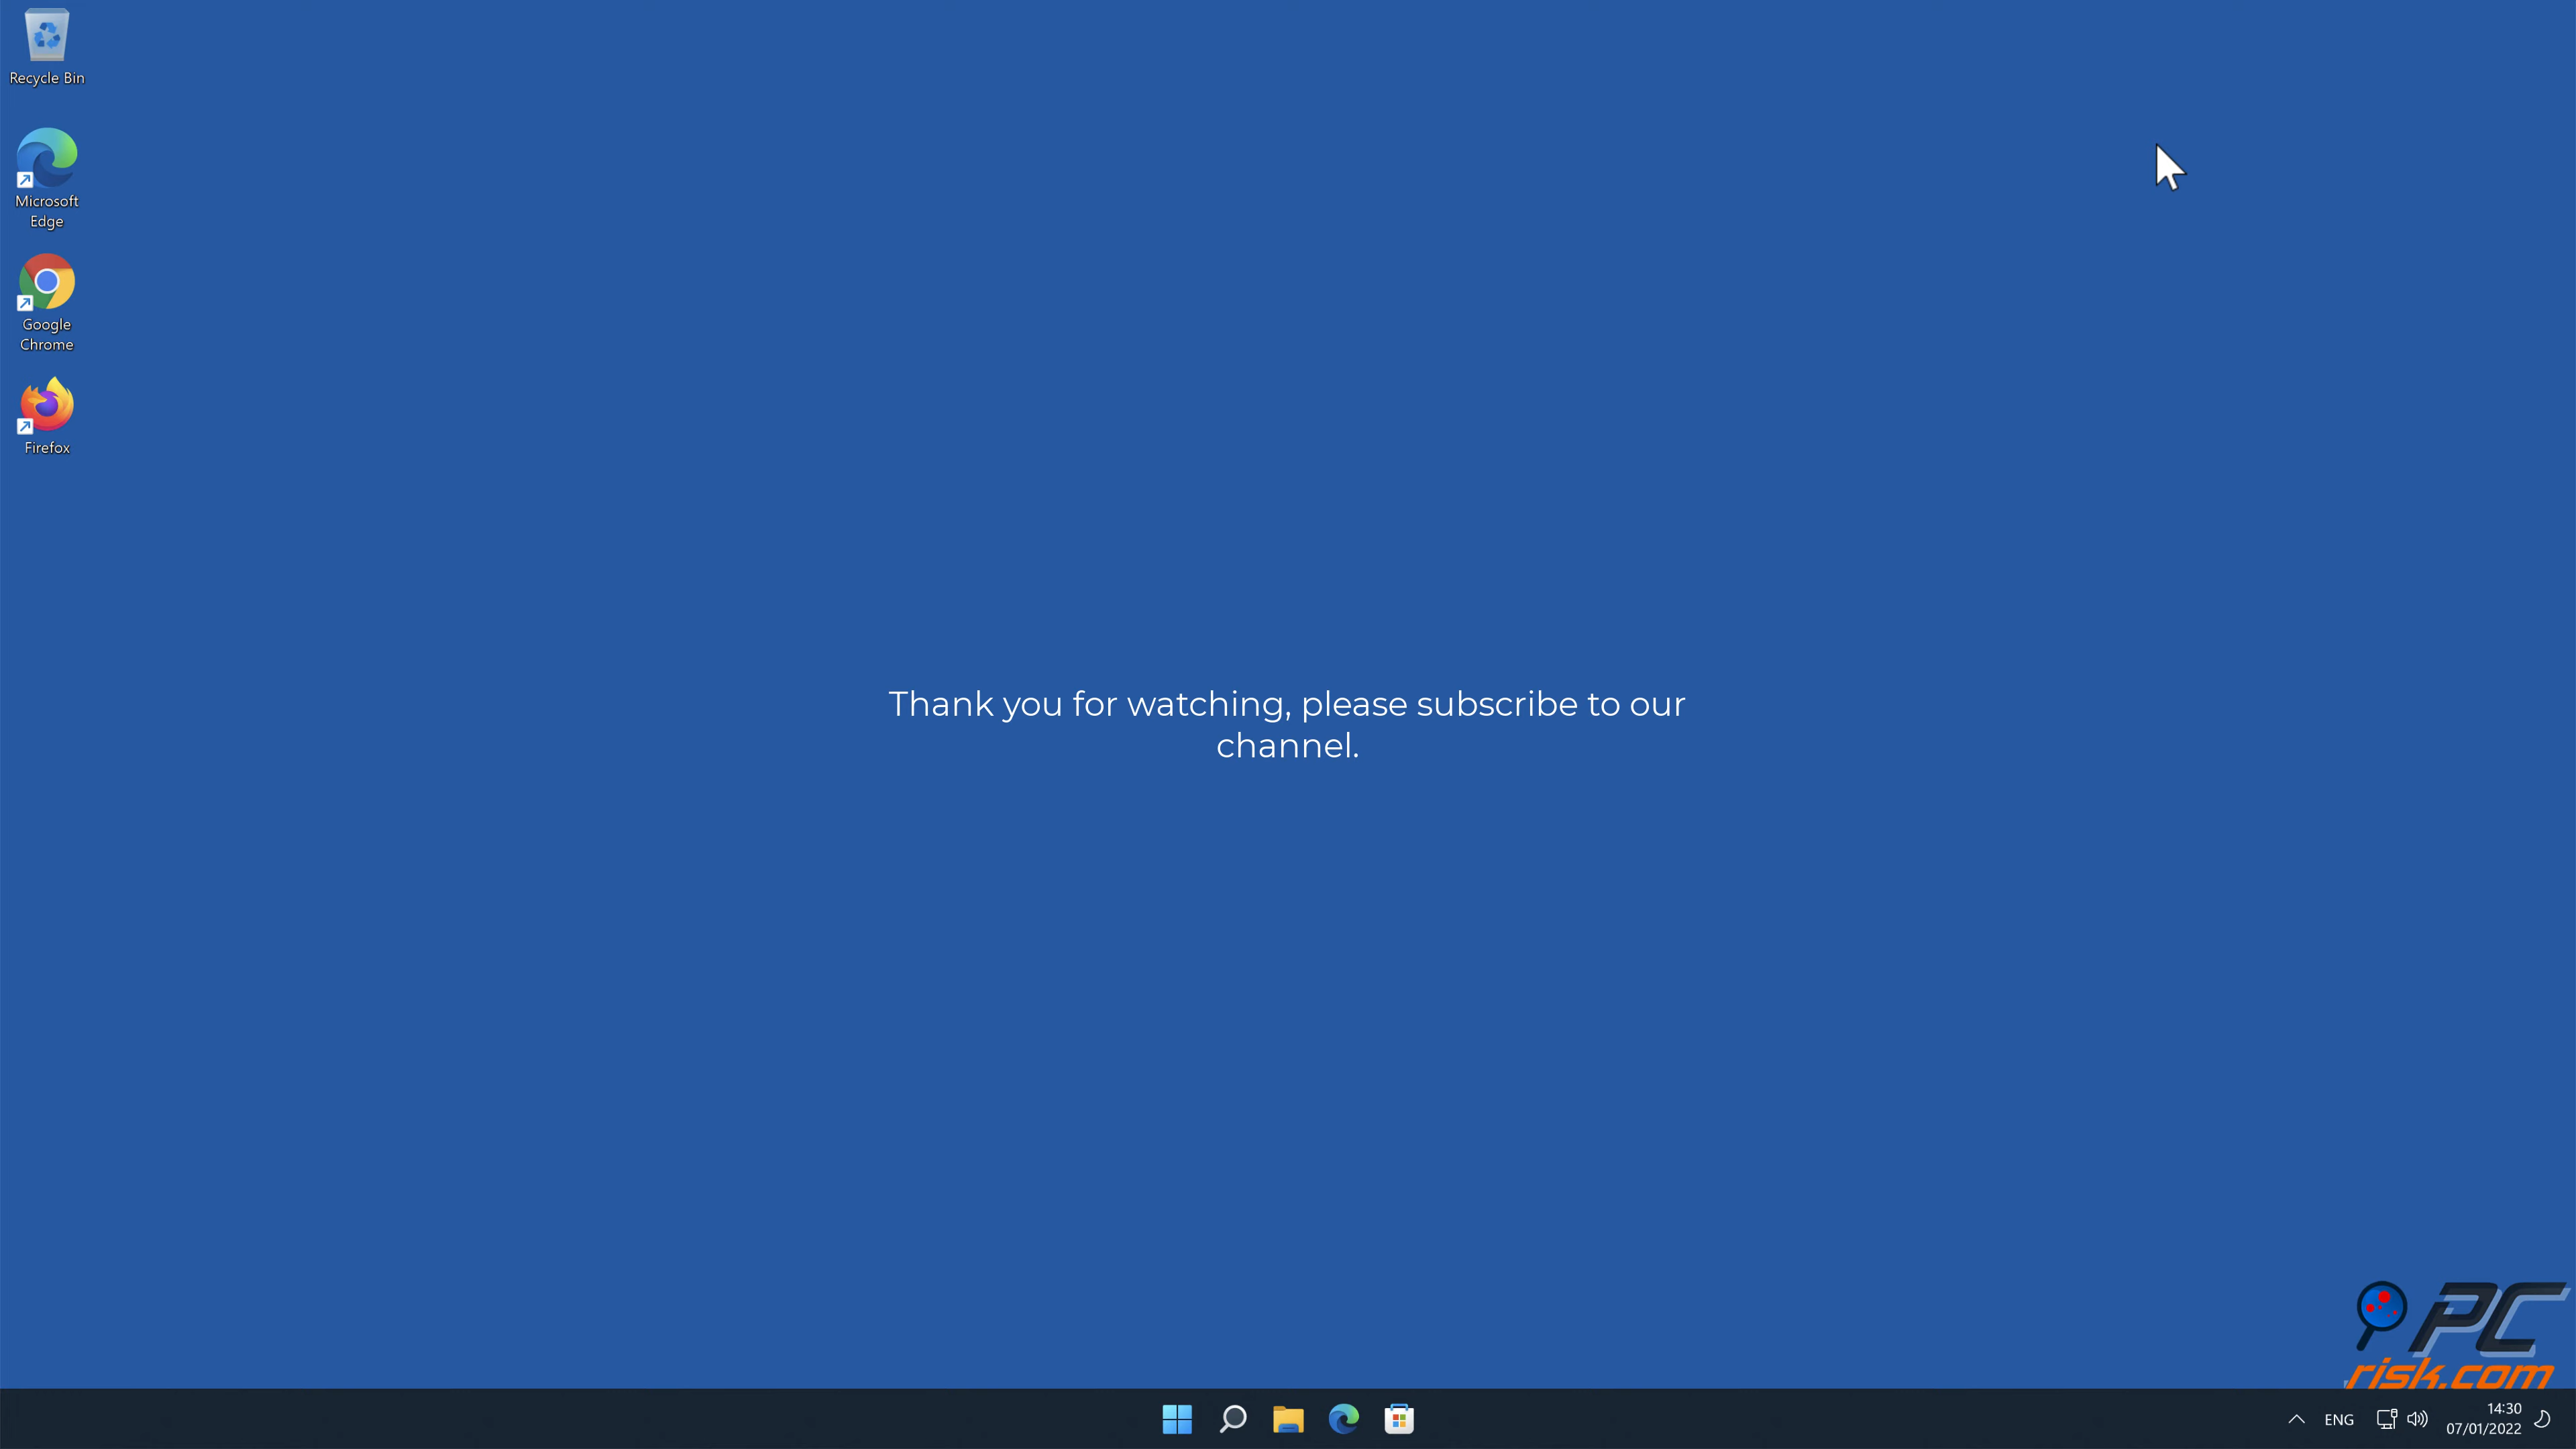 Recycle Bin
Microsoft
Edge
Google
Chrome
Firefox
Thank you for watching, please subscribe to our
channel.
PC
risk.com
ENG
14:30
07/01/2022